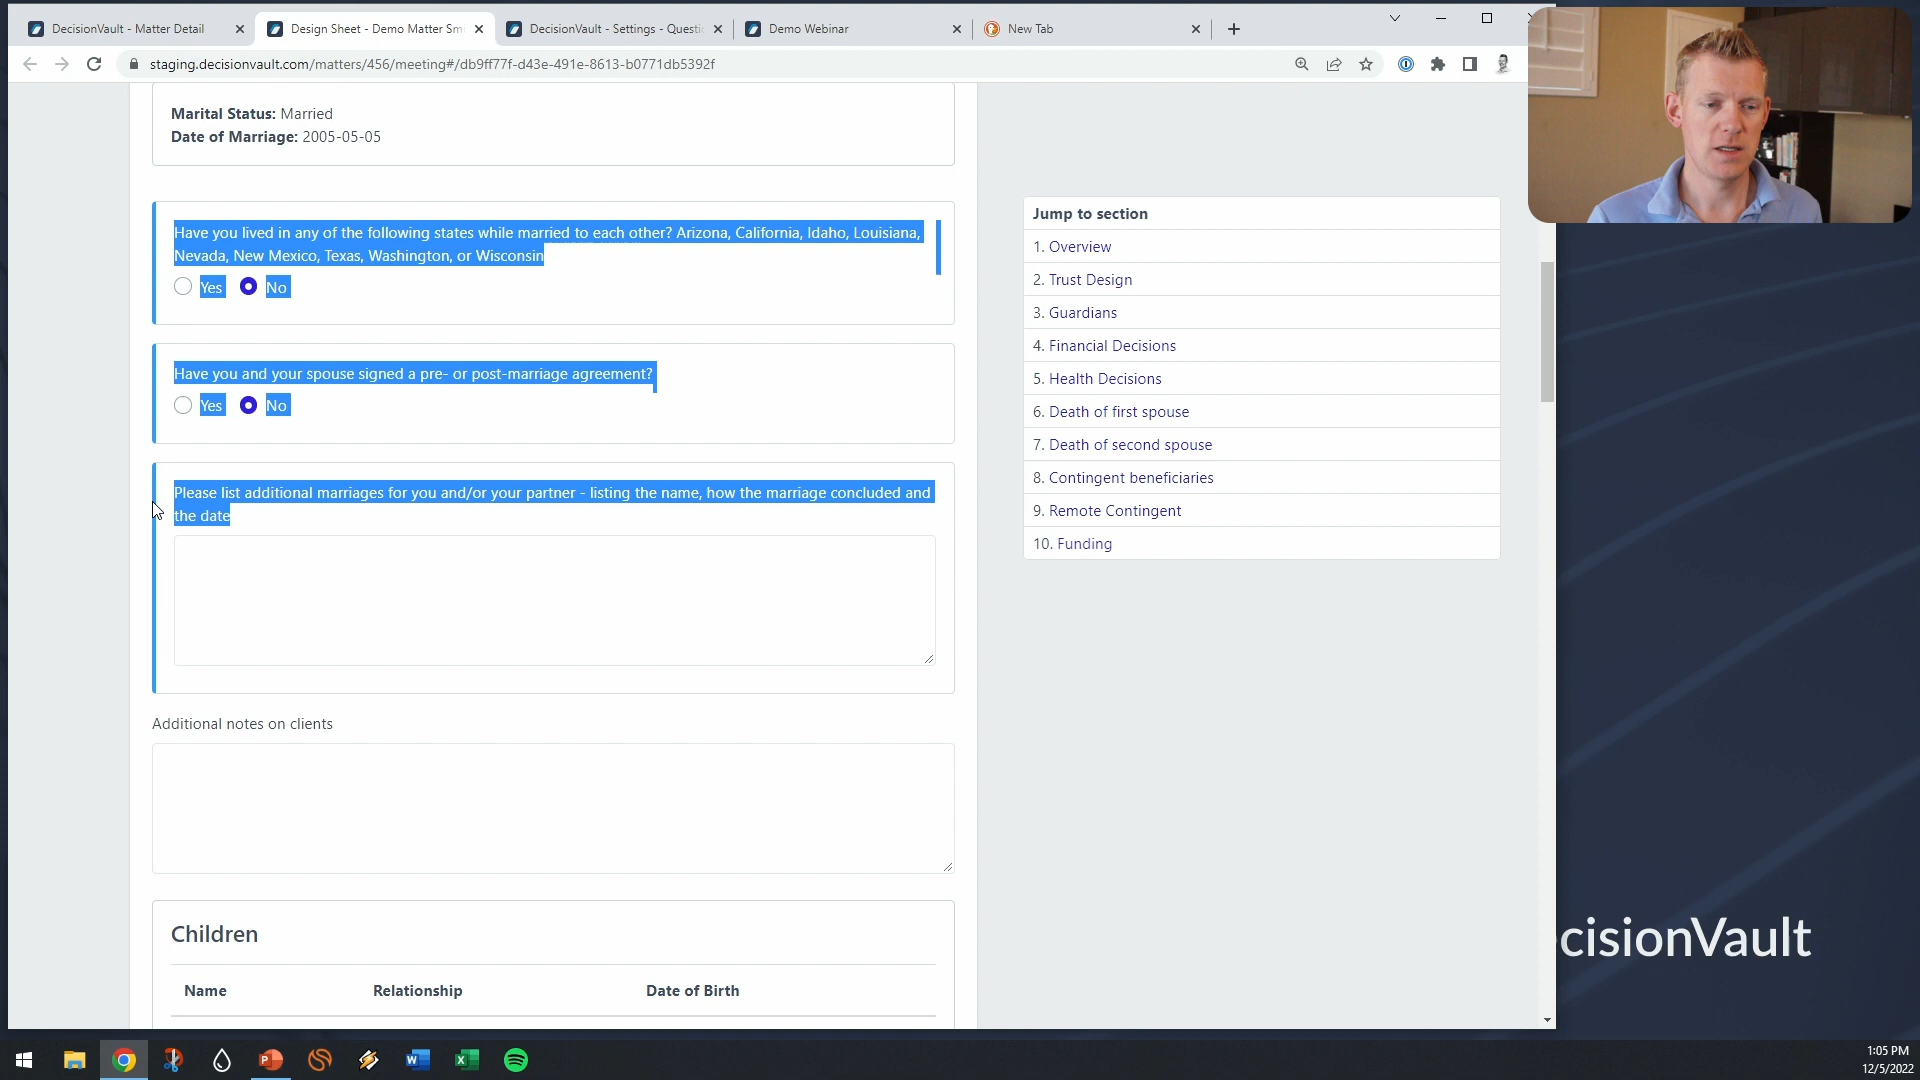 DecisionVault - Matter Detail
Design Sheet - Demo Matter Smi
DecisionVault - Settings - Questi
Demo Webinar
New Tab
staging.decisionvault.com/matters/456/meeting#/db9ff77f-d43e-491e-8613-b0771db5392f
Marital Status: Married
Date of Marriage: 2005-05-05
Have you lived in any of the following states while married to each other? Arizona, California, Idaho, Louisiana,
Nevada, New Mexico, Texas, Washington, or Wisconsin
Yes No
Have you and your spouse signed a pre- or post-marriage agreement?
Yes No
Please list additional marriages for you and/or your partner - listing the name, how the marriage concluded and
the date
Additional notes on clients
Children
Name Relationship Date of Birth
Jump to section
1. Overview
2. Trust Design
3. Guardians
4. Financial Decisions
5. Health Decisions
6. Death of first spouse
7. Death of second spouse
8. Contingent beneficiaries
9. Remote Contingent
10. Funding
cisionVault
1:05 PM
12/5/2022